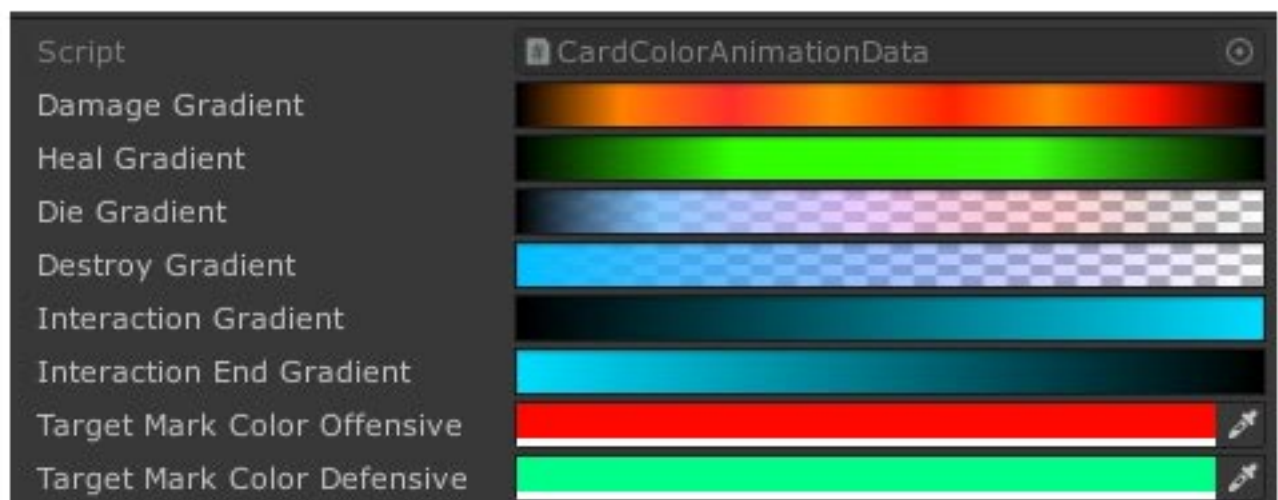 Script CardColorAnimationData
Damage Gradient
Heal Gradient
Die Gradient
Destroy Gradient
Interaction Gradient
Interaction End Gradient
Target Mark Color Offensive
Target Mark Color Defensive